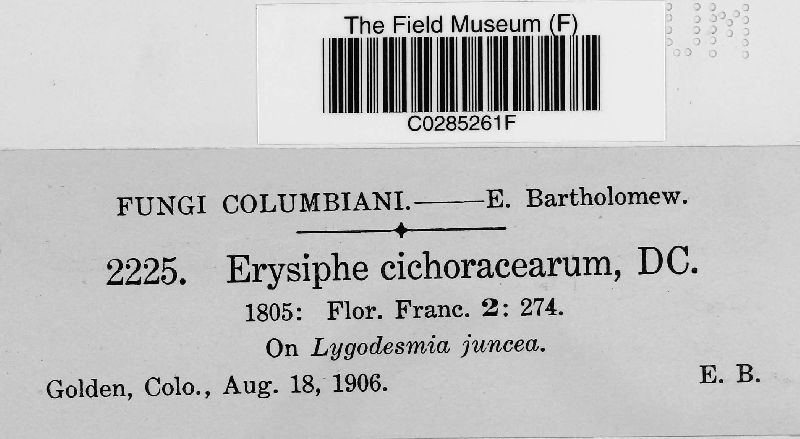 The Field Museum (F)
C0285261F
FUNGI COLUMBIANI.——E. Bartholomew.
2225. Erysiphe cichoracearum, DC.
1805: Flor. Franc. 2: 274.
On Lygodesmia juncea.
Golden, Colo., Aug. 18, 1906. E. B.